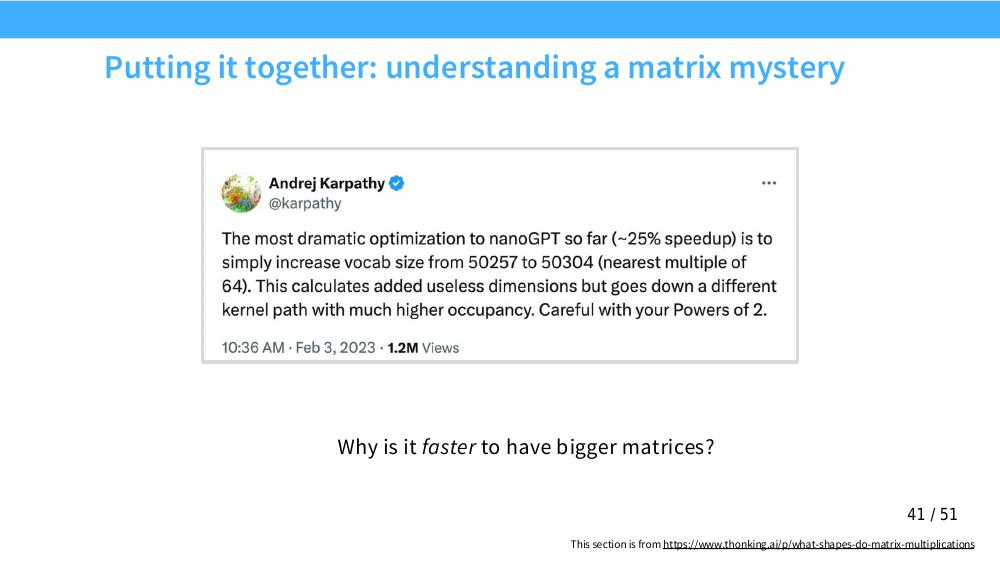 Putting it together: understanding a matrix mystery
Andrej Karpathy
@karpathy
The most dramatic optimization to nanoGPT so far (~25% speedup) is to
simply increase vocab size from 50257 to 50304 (nearest multiple of
64). This calculates added useless dimensions but goes down a different
kernel path with much higher occupancy. Careful with your Powers of 2.
10:36 AM · Feb 3, 2023 · 1.2M Views
Why is it faster to have bigger matrices?
41 / 51
This section is from https://www.thonking.ai/p/what-shapes-do-matrix-multiplications